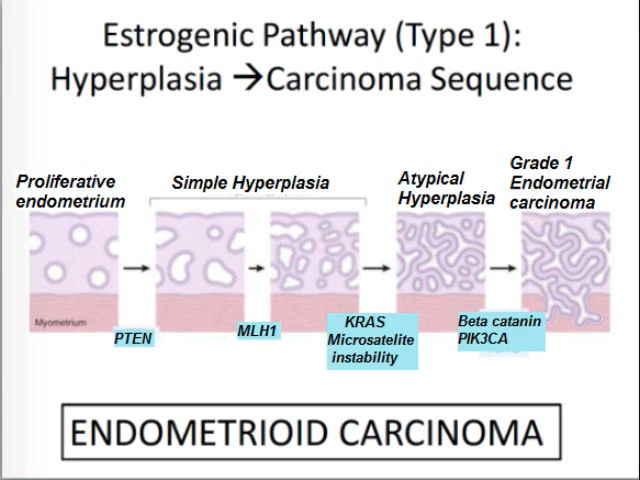 Estrogenic Pathway (Type 1):
Hyperplasia →Carcinoma Sequence
Proliferative
endometrium
Simple Hyperplasia
Atypical
Hyperplasia
Grade 1
Endometrial
carcinoma
Myometrium
PTEN
MLH1
KRAS
Microsatelite
instability
Beta catanin
PIK3CA
ENDOMETRIOID CARCINOMA